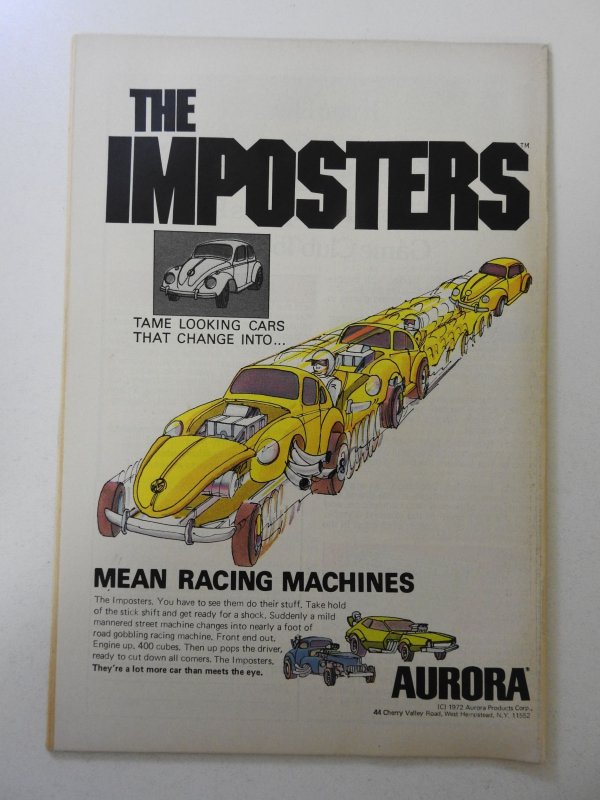 THE
IMPOSTERS™
TAME LOOKING CARS
THAT CHANGE INTO...
MEAN RACING MACHINES
The Imposters. You have to see them do their stuff. Take hold
of the stick shift and get ready for a shock. Suddenly a mild
mannered street machine changes into nearly a foot of
road gobbling racing machine. Front end out.
Engine up. 400 cubes. Then up pops the driver,
ready to cut down all comers. The Imposters.
They're a lot more car than meets the eye.
AURORA®
(C) 1972 Aurora Products Corp.,
44 Cherry Valley Road, West Hempstead, N.Y. 11552